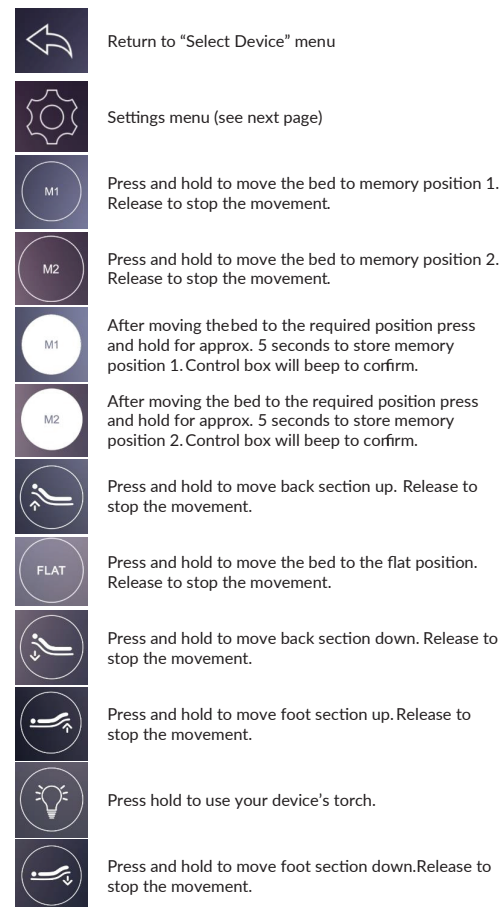 Return to “Select Device” menu
Settings menu (see next page)
M1
Press and hold to move the bed to memory position 1.
Release to stop the movement.
M2
Press and hold to move the bed to memory position 2.
Release to stop the movement.
M1
After moving thebed to the required position press
and hold for approx. 5 seconds to store memory
position 1. Control box will beep to confirm.
M2
After moving the bed to the required position press
and hold for approx. 5 seconds to store memory
position 2. Control box will beep to confirm.
Press and hold to move back section up. Release to
stop the movement.
FLAT
Press and hold to move the bed to the flat position.
Release to stop the movement.
Press and hold to move back section down. Release to
stop the movement.
Press and hold to move foot section up. Release to
stop the movement.
Press hold to use your device’s torch.
Press and hold to move foot section down.Release to
stop the movement.